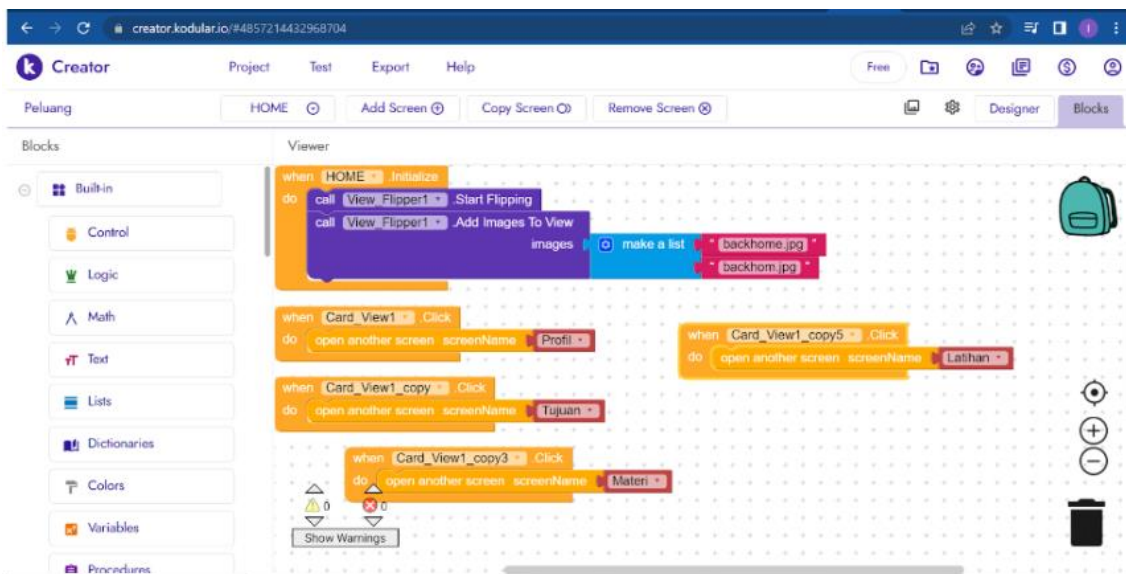 creator.kodular.io/#4857214432968704
Creator Project Test Export Help Free
Peluang HOME Add Screen Copy Screen Remove Screen Designer Blocks
Blocks Viewer
Built-in
Control
Logic
Math
Text
Lists
Dictionaries
Colors
Variables
Procedures
when HOME .Initialize
do call View_Flipper1 .Start Flipping
call View_Flipper1 .Add Images To View
images make a list " backhome.jpg "
" backhom.jpg "
when Card_View1 .Click
do open another screen screenName Profil
when Card_View1_copy .Click
do open another screen screenName Tujuan
when Card_View1_copy3 .Click
do open another screen screenName Materi
when Card_View1_copy5 .Click
do open another screen screenName Latihan
0 0
Show Warnings